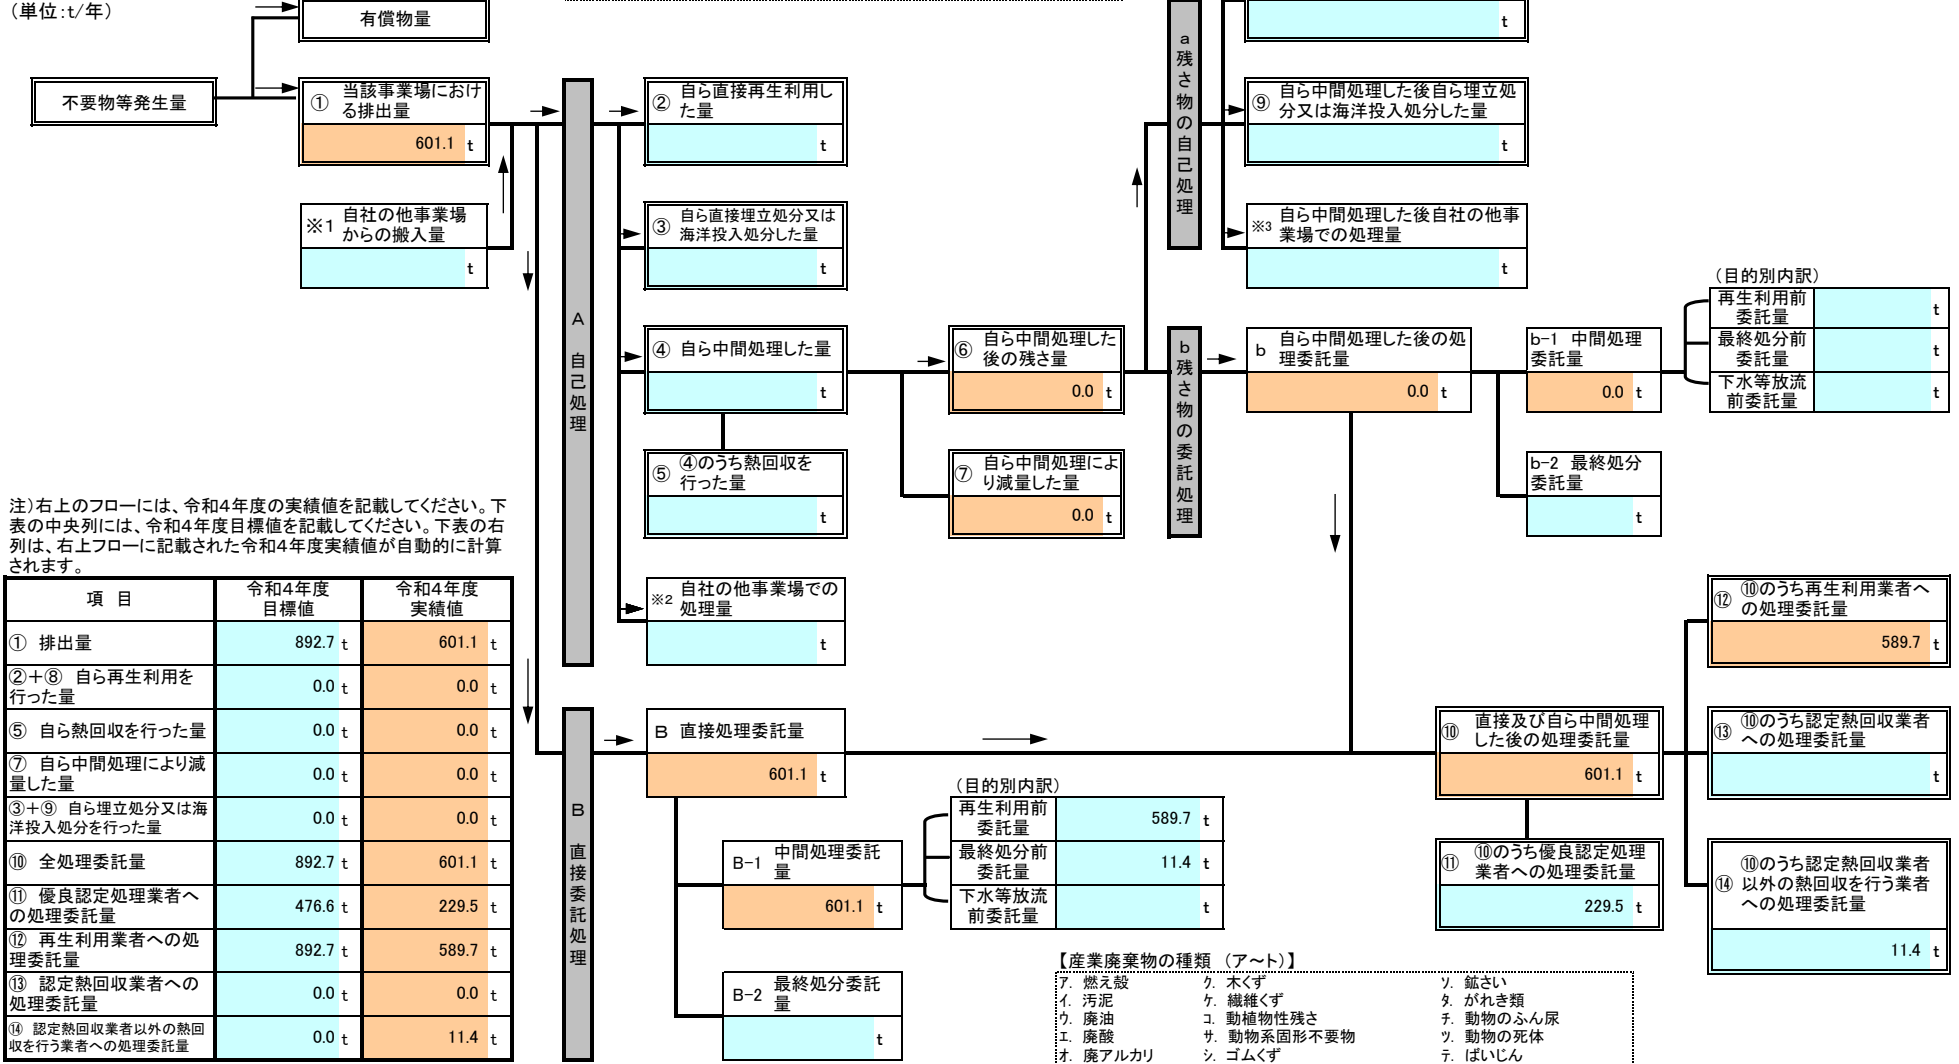 （単位：t/年）
有償物量
t
不要物等発生量
① 当該事業場におけ
る排出量
601.1 t
※1 自社の他事業場
からの搬入量
t
A 自己処理
② 自ら直接再生利用し
た量
t
③ 自ら直接埋立処分又は
海洋投入処分した量
t
④ 自ら中間処理した量
t
⑤ ④のうち熱回収を
行った量
t
※2 自社の他事業場での
処理量
t
⑥ 自ら中間処理した
後の残さ量
0.0 t
⑦ 自ら中間処理によ
り減量した量
0.0 t
a 残さ物の自己処理
⑨ 自ら中間処理した後自ら埋立処
分又は海洋投入処分した量
t
※3 自ら中間処理した後自社の他事
業場での処理量
t
b 残さ物の委託処理
b 自ら中間処理した後の処
理委託量
0.0 t
b-1 中間処理
委託量
0.0 t
（目的別内訳）
再生利用前
委託量
t
最終処分前
委託量
t
下水等放流
前委託量
t
b-2 最終処分
委託量
t
注）右上のフローには、令和４年度の実績値を記載してください。下
表の中央列には、令和４年度目標値を記載してください。下表の右
列は、右上フローに記載された令和４年度実績値が自動的に計算
されます。
項 目 令和４年度 目標値 令和４年度 実績値
① 排出量 892.7 t 601.1 t
②＋⑧ 自ら再生利用を
行った量 0.0 t 0.0 t
⑤ 自ら熱回収を行った量 0.0 t 0.0 t
⑦ 自ら中間処理により減
量した量 0.0 t 0.0 t
③＋⑨ 自ら埋立処分又は海
洋投入処分を行った量 0.0 t 0.0 t
⑩ 全処理委託量 892.7 t 601.1 t
⑪ 優良認定処理業者へ
の処理委託量 476.6 t 229.5 t
⑫ 再生利用業者への処
理委託量 892.7 t 589.7 t
⑬ 認定熱回収業者への
処理委託量 0.0 t 0.0 t
⑭ 認定熱回収業者以外の熱回
収を行う業者への処理委託量 0.0 t 11.4 t
B 直接委託処理
B 直接処理委託量
601.1 t
B-1 中間処理委託
量
601.1 t
（目的別内訳）
再生利用前
委託量
589.7 t
最終処分前
委託量
11.4 t
下水等放流
前委託量
t
B-2 最終処分委託
量
t
⑩ 直接及び自ら中間処理
した後の処理委託量
601.1 t
⑪ ⑩のうち優良認定処理
業者への処理委託量
229.5 t
⑫ ⑩のうち再生利用業者へ
の処理委託量
589.7 t
⑬ ⑩のうち認定熱回収業者
への処理委託量
t
⑭ ⑩のうち認定熱回収業者
以外の熱回収を行う業者
への処理委託量
11.4 t
【産業廃棄物の種類 （ア～ト）】
ア. 燃え殻 ク. 木くず ソ. 鉱さい
イ. 汚泥 ケ. 繊維くず タ. がれき類
ウ. 廃油 コ. 動植物性残さ チ. 動物のふん尿
エ. 廃酸 サ. 動物系固形不要物 ツ. 動物の死体
オ. 廃アルカリ シ. ゴムくず テ. ばいじん